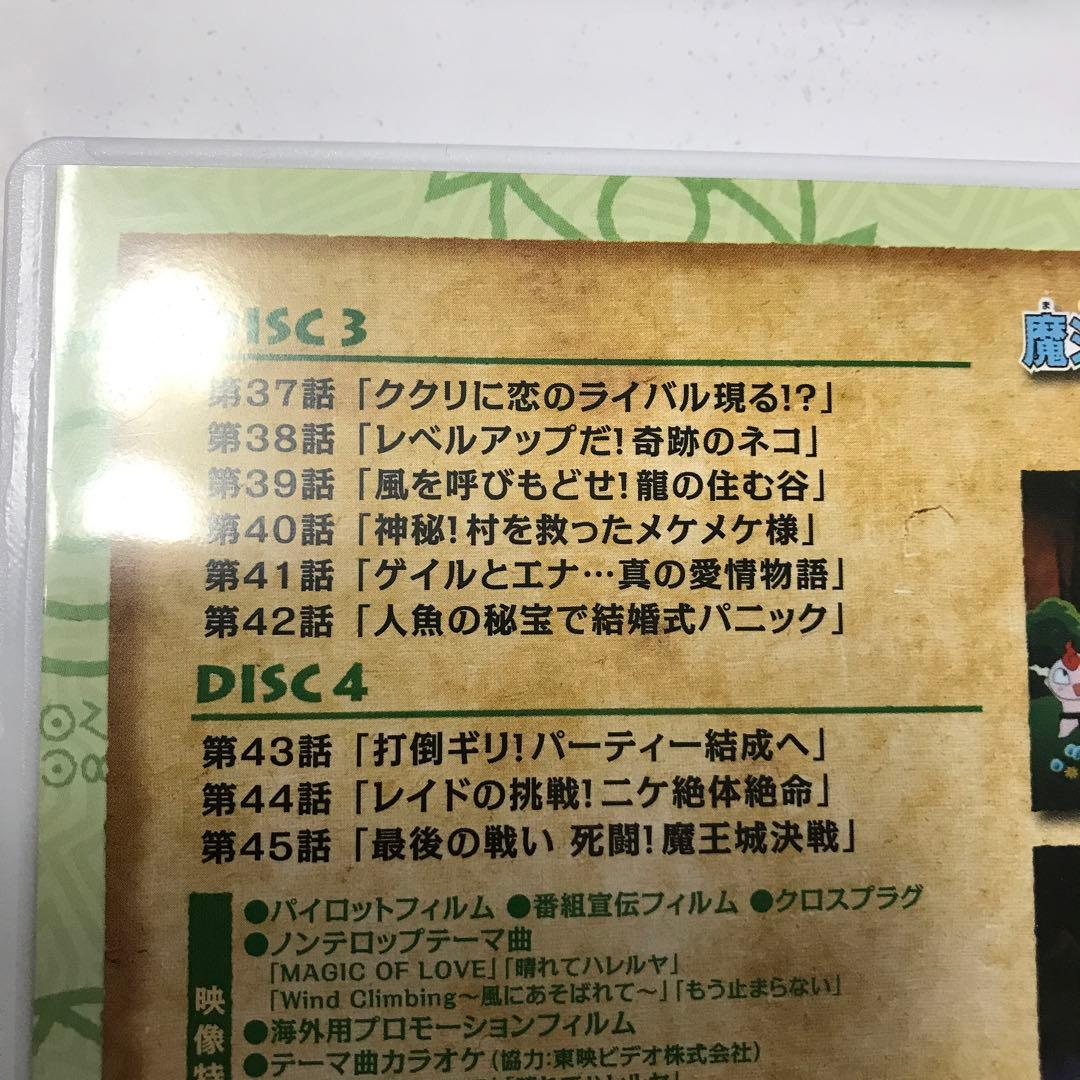 DISC 3
第37話「ククリに恋のライバル現る!?」
第38話「レベルアップだ!奇跡のネコ」
第39話「風を呼びもどせ!龍の住む谷」
第40話「神秘!村を救ったメケメケ様」
第41話「ゲイルとエナ…真の愛情物語」
第42話「人魚の秘宝で結婚式パニック」
DISC 4
第43話「打倒ギリ!パーティー結成へ」
第44話「レイドの挑戦!ニケ絶体絶命」
第45話「最後の戦い 死闘!魔王城決戦」
映像特
●パイロットフィルム ●番組宣伝フィルム ●クロスプラグ
●ノンテロップテーマ曲
「MAGIC OF LOVE」「晴れてハレルヤ」
「Wind Climbing～風にあそばれて～」「もう止まらない」
●海外用プロモーションフィルム
●テーマ曲カラオケ(協力:東映ビデオ株式会社)
「晴れてハレルヤ」
ま
魔